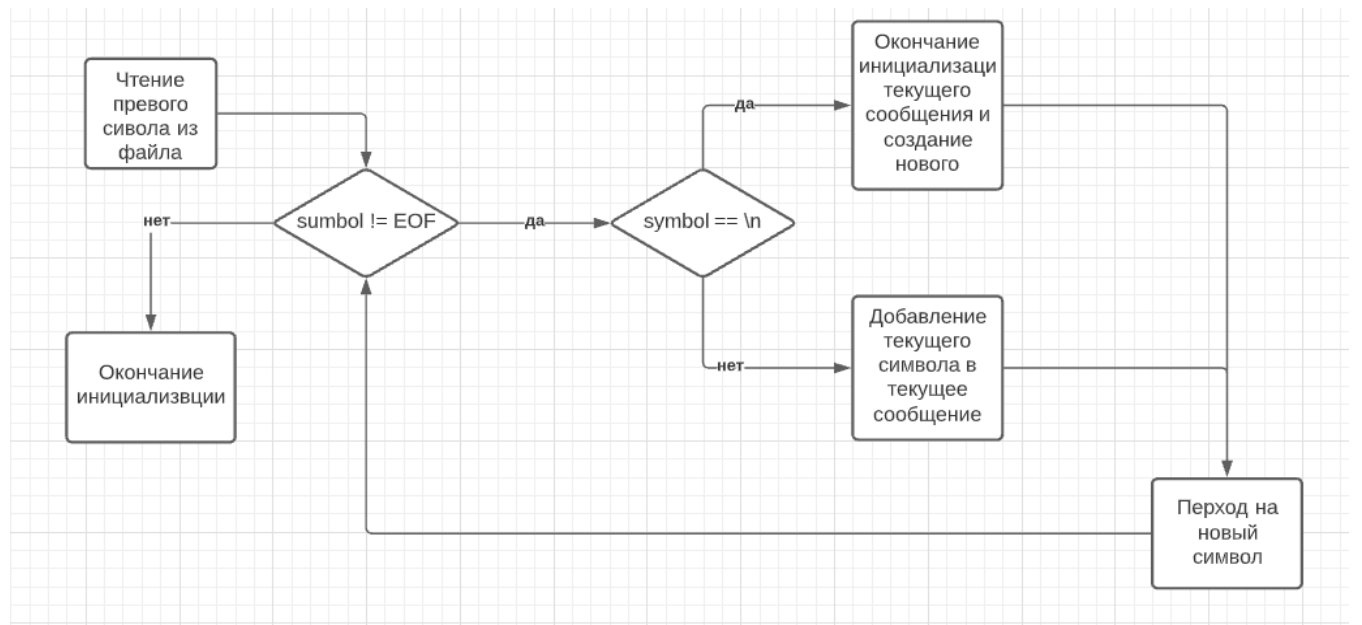 Чтение
превого
сивола из
файла
sumbol != EOF
нет
Окончание
инициализвции
да
symbol == \n
да
Окончание
инициализаци
текущего
сообщения и
создание
нового
нет
Добавление
текущего
символа в
текущее
сообщение
Перход на
новый
символ